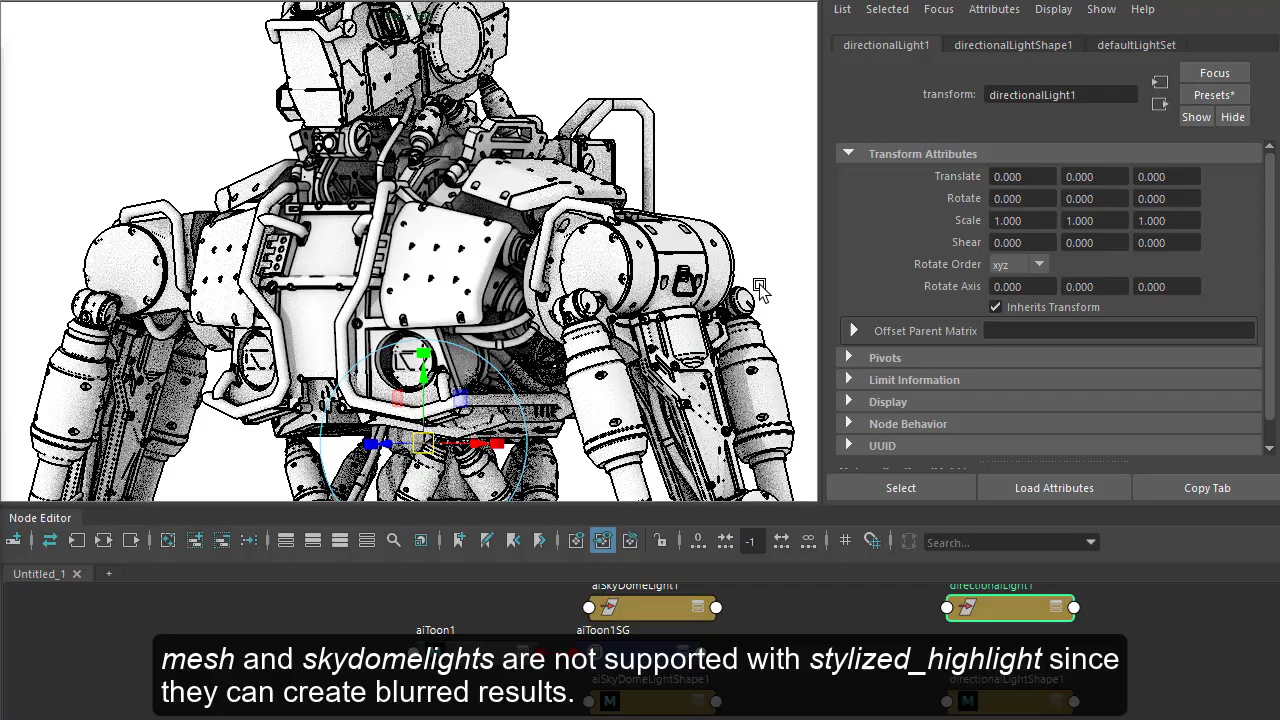 List Selected Focus Attributes Display Show Help
directionalLight1 directionalLightShape1 defaultLightSet
Focus
transform: directionalLight1
Presets*
Show Hide
Transform Attributes
Translate 0.000 0.000 0.000
Rotate 0.000 0.000 0.000
Scale 1.000 1.000 1.000
Shear 0.000 0.000 0.000
Rotate Order xyz
Rotate Axis 0.000 0.000 0.000
Inherits Transform
Offset Parent Matrix
Pivots
Limit Information
Display
Node Behavior
UUID
Select Load Attributes Copy Tab
Node Editor
0
-1
Search...
Untitled_1
+
aiSkyDomeLight1 directionalLight1
aiToon1 aiToon1SG
mesh and skydomelights are not supported with stylized_highlight since
they can create blurred results.
aiSkyDomeLightShape1 directionalLightShape1
M M